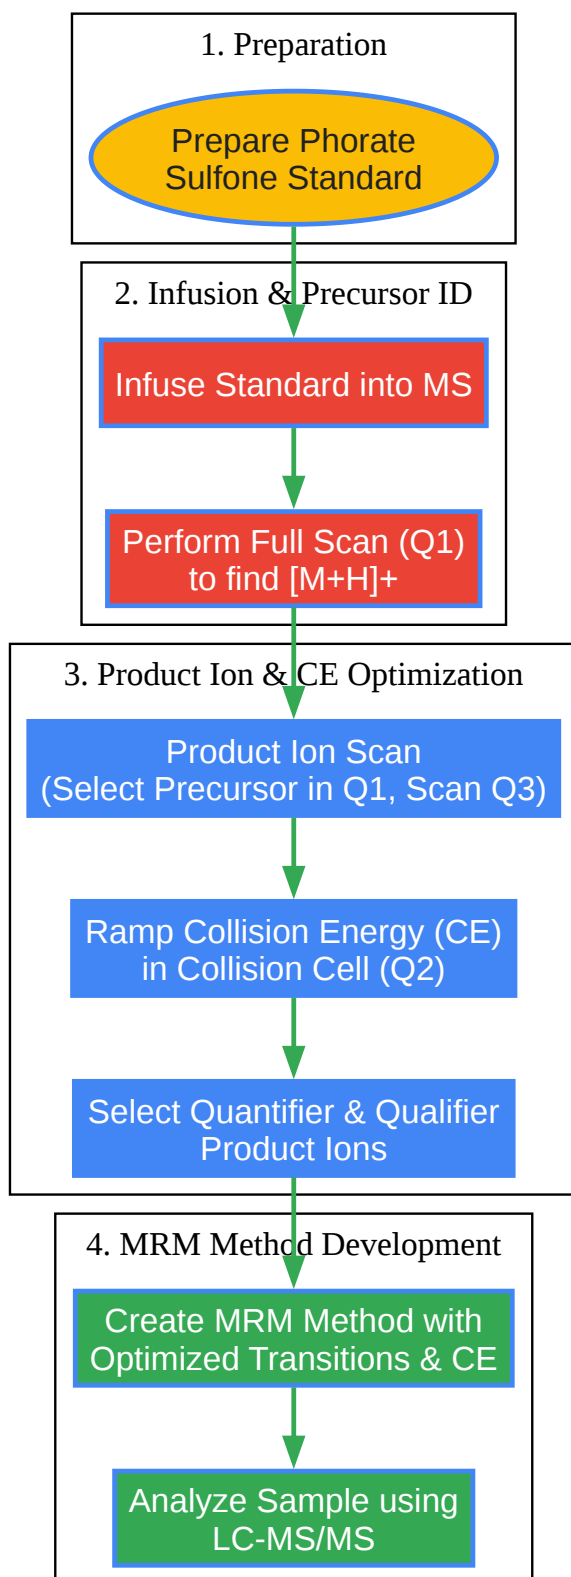 1. Preparation
Prepare Phorate
Sulfone Standard
2. Infusion & Precursor ID
Infuse Standard into MS
Perform Full Scan (Q1)
to find [M+H]+
3. Product Ion & CE Optimization
Product Ion Scan
(Select Precursor in Q1, Scan Q3)
Ramp Collision Energy (CE)
in Collision Cell (Q2)
Select Quantifier & Qualifier
Product Ions
4. MRM Method Development
Create MRM Method with
Optimized Transitions & CE
Analyze Sample using
LC-MS/MS